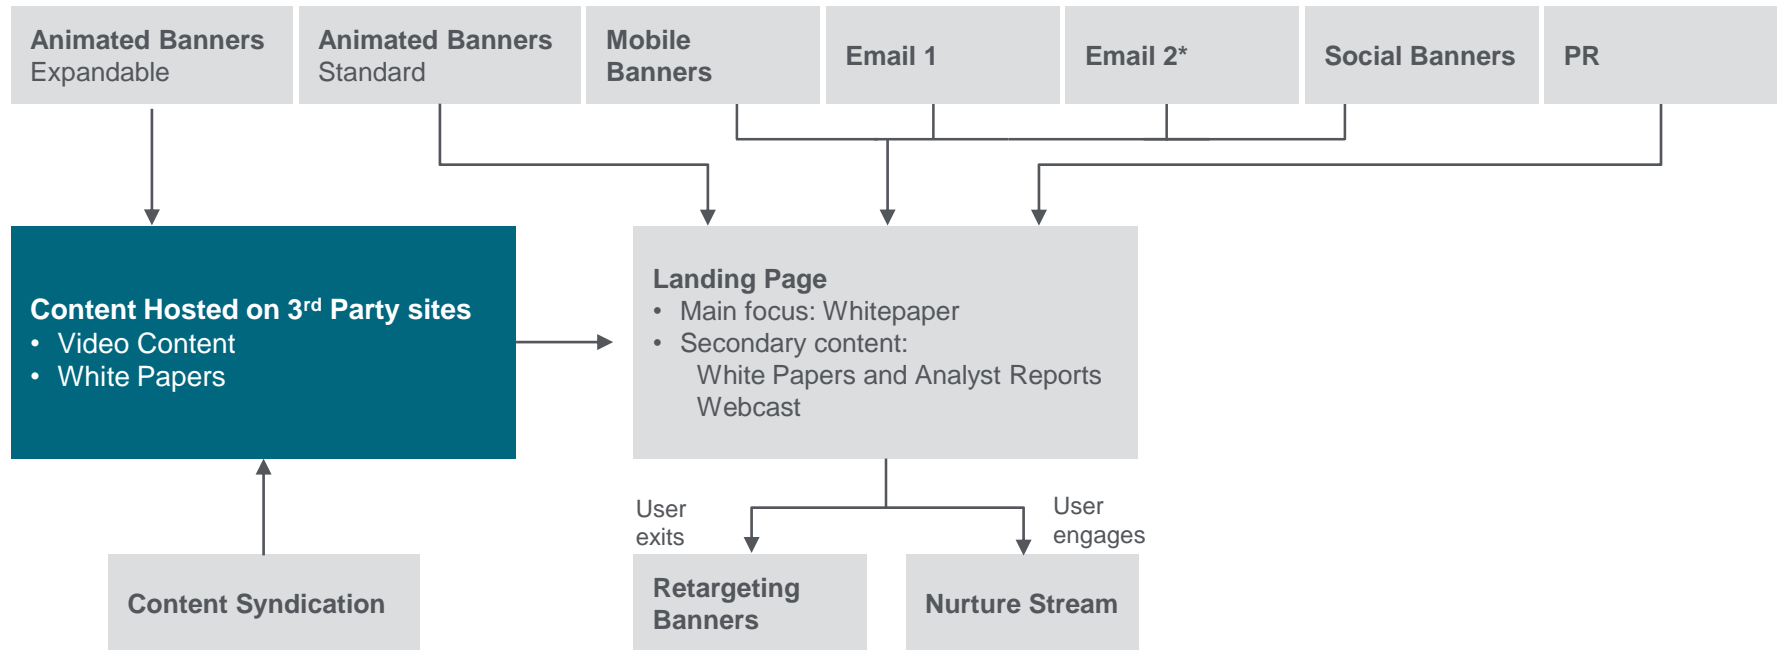 Animated Banners
Expandable
Animated Banners
Standard
Mobile
Banners
Email 1
Email 2*
Social Banners
PR
Content Hosted on 3rd Party sites
• Video Content
• White Papers
Landing Page
• Main focus: Whitepaper
• Secondary content:
White Papers and Analyst Reports
Webcast
User
exits
User
engages
Content Syndication
Retargeting
Banners
Nurture Stream